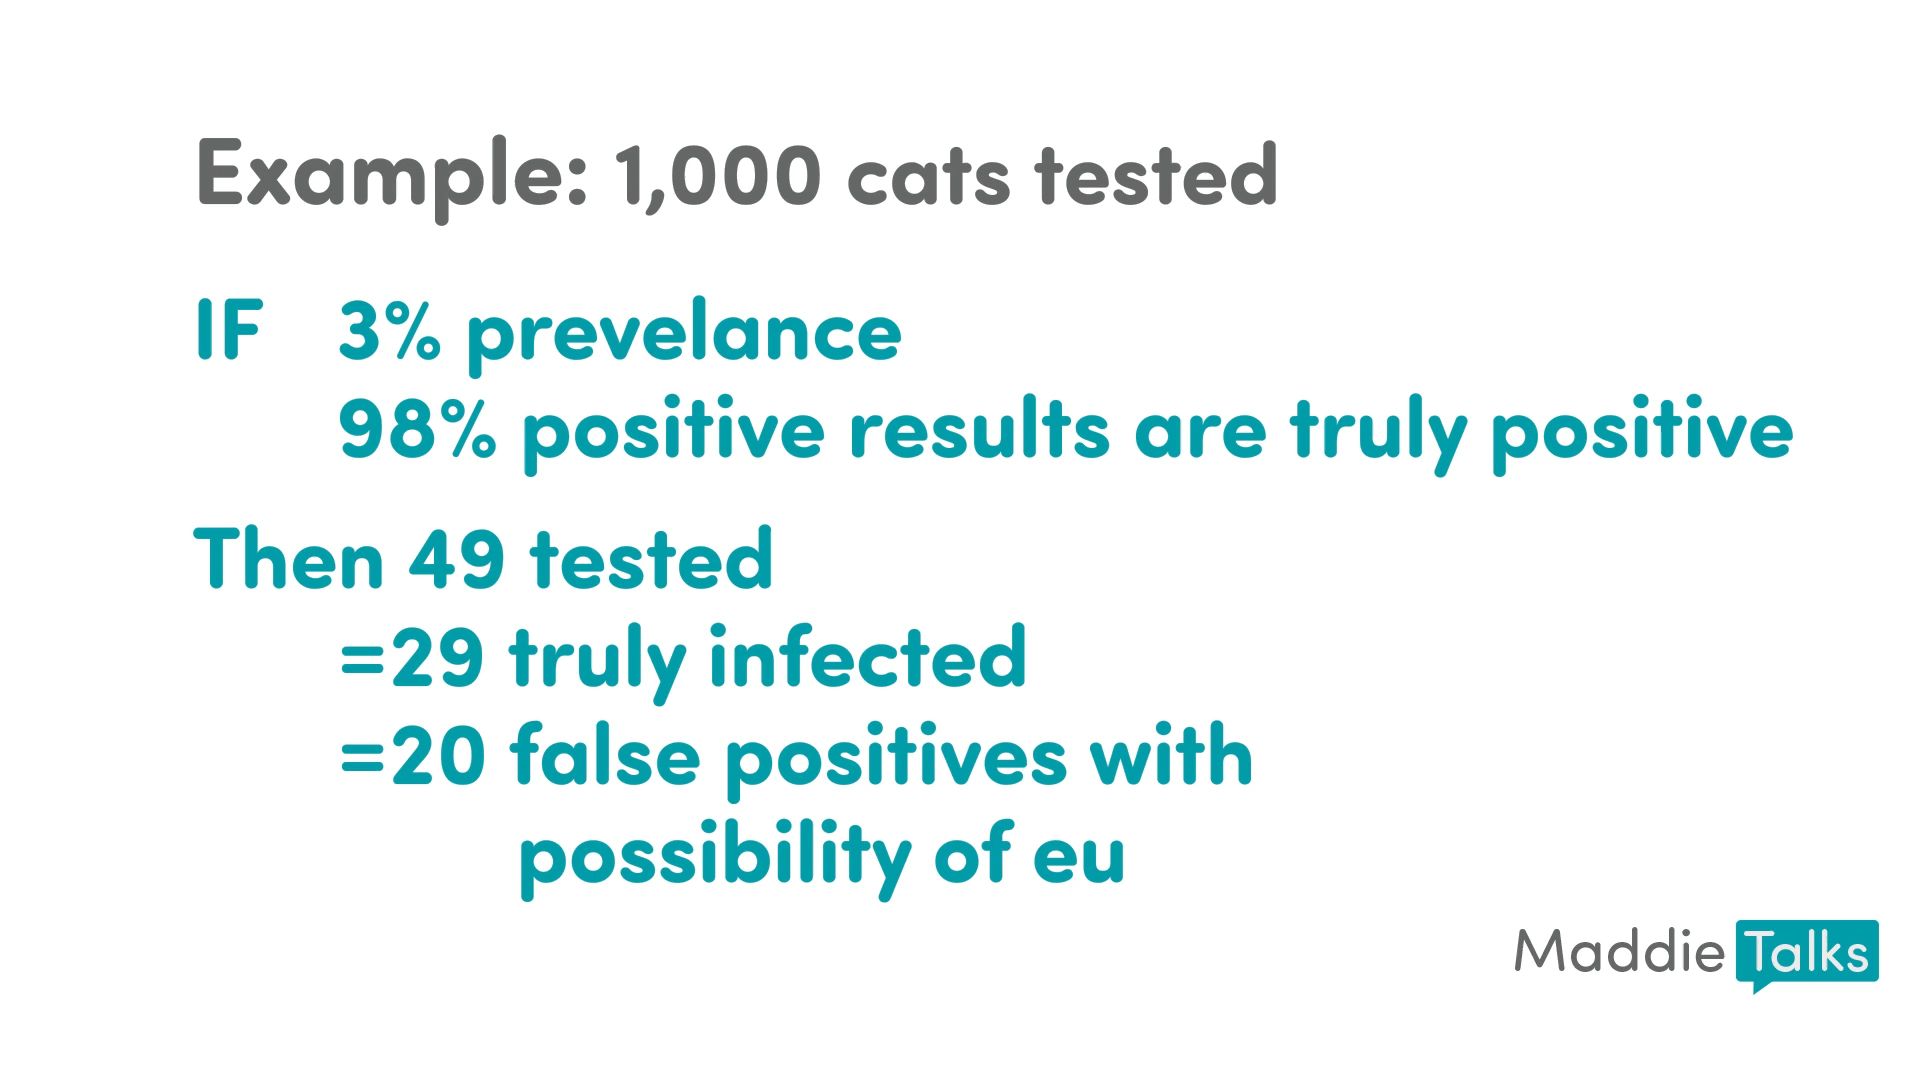 Example: 1,000 cats tested
IF 3% prevelance
98% positive results are truly positive
Then 49 tested
=29 truly infected
=20 false positives with
possibility of eu
Maddie Talks